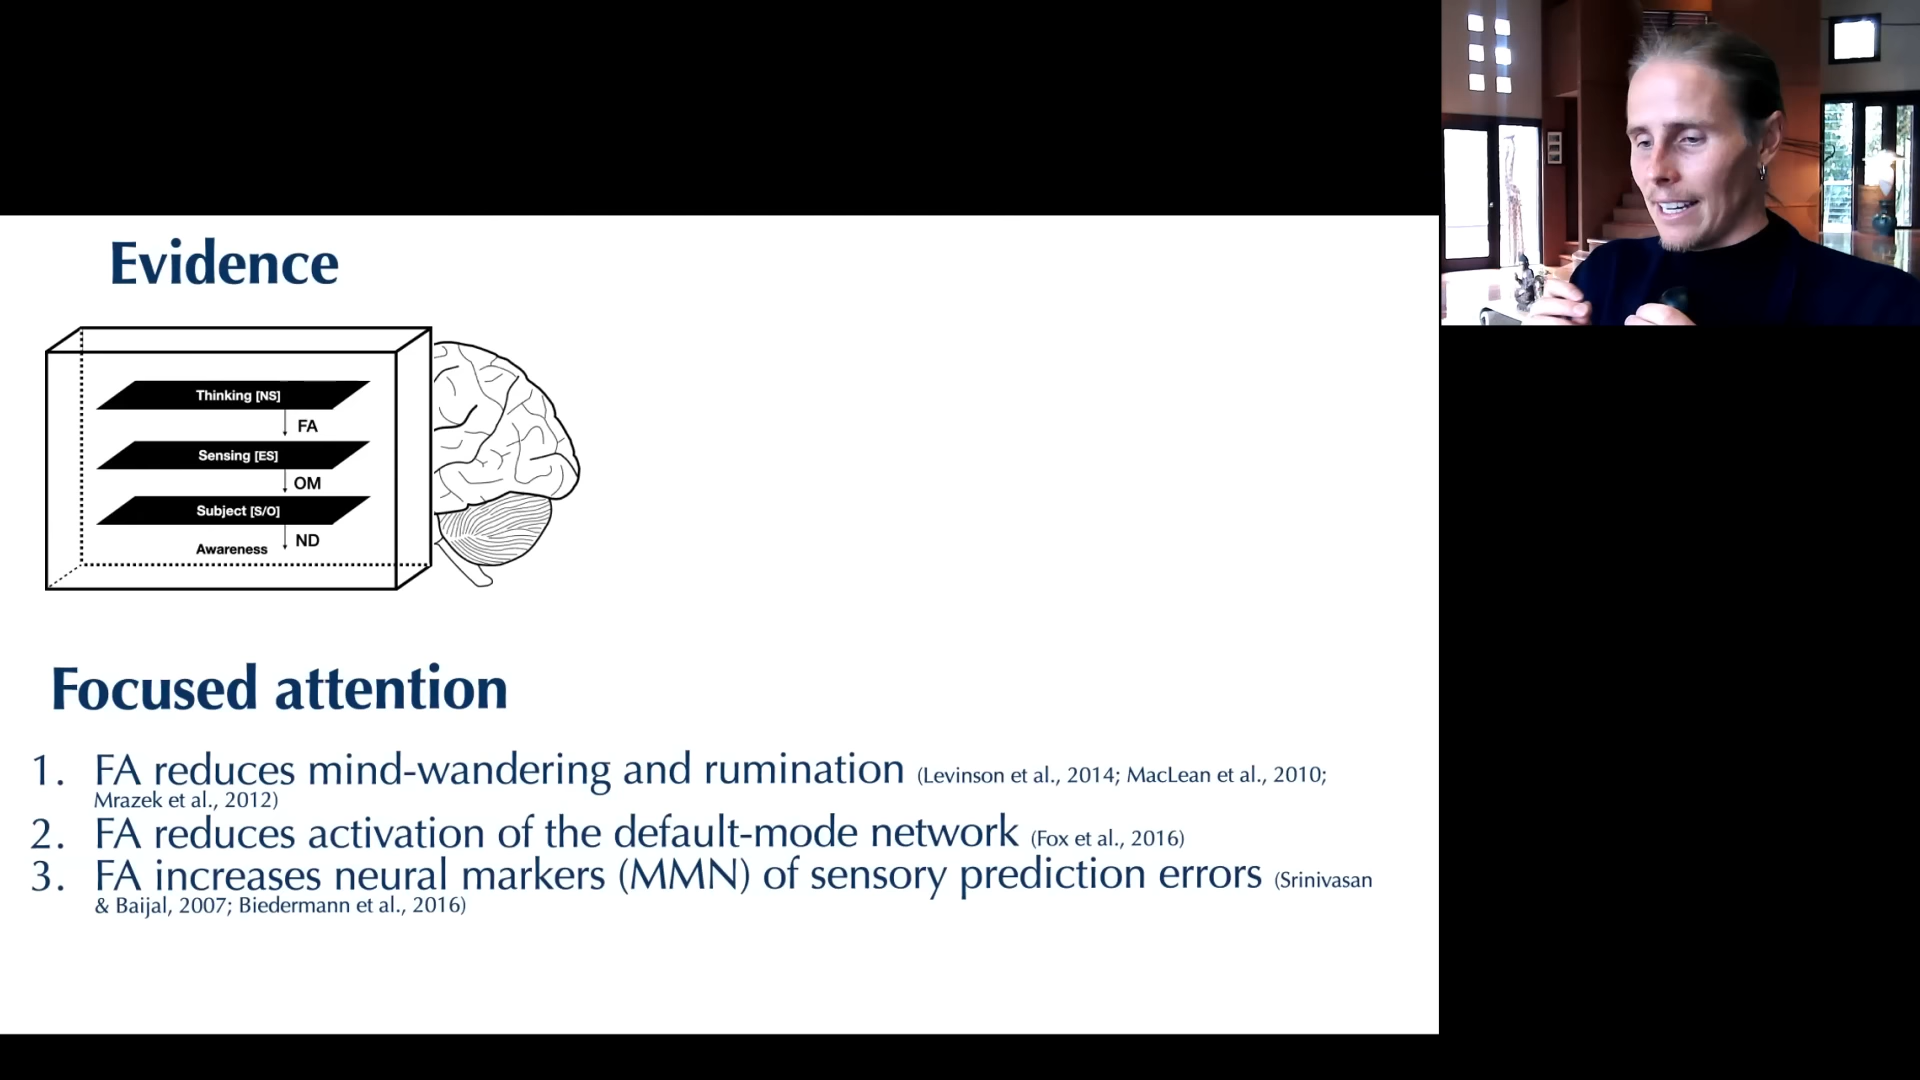 Evidence
Thinking [NS]
FA
Sensing [ES]
OM
Subject [S/O]
ND
Awareness
Focused attention
1. FA reduces mind-wandering and rumination (Levinson et al., 2014; MacLean et al., 2010;
Mrazek et al., 2012)
2. FA reduces activation of the default-mode network (Fox et al., 2016)
3. FA increases neural markers (MMN) of sensory prediction errors (Srinivasan
& Baijal, 2007; Biedermann et al., 2016)